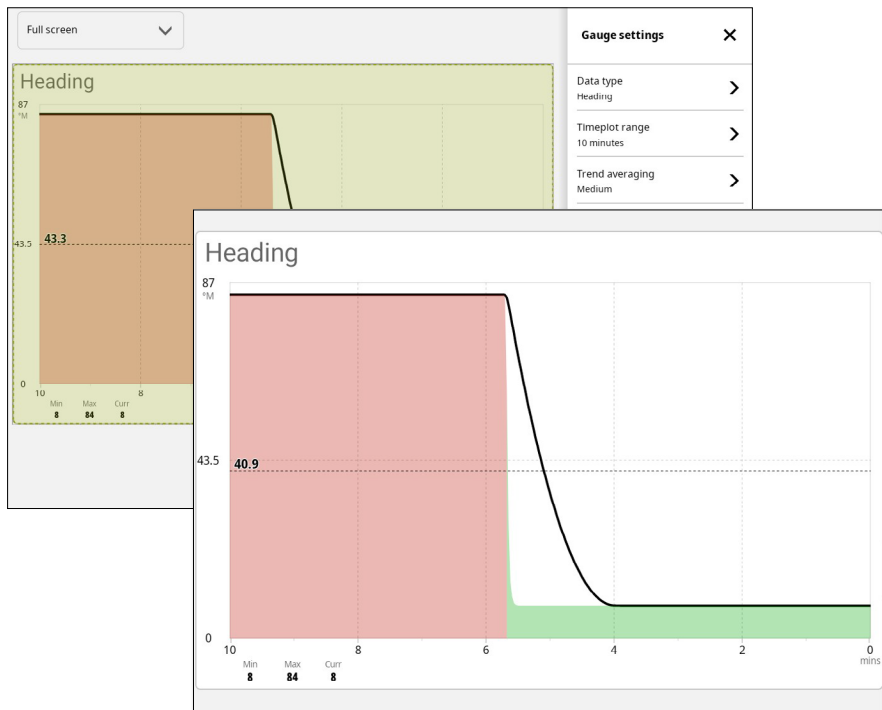 Full screen
Gauge settings
Heading
87
°M
43.5
43.3
0
10 8
Min Max Curr
8 84 8
Data type
Heading
Timeplot range
10 minutes
Trend averaging
Medium
Heading
87
°M
43.5
40.9
0
10 8 6 4 2 0
mins
Min Max Curr
8 84 8